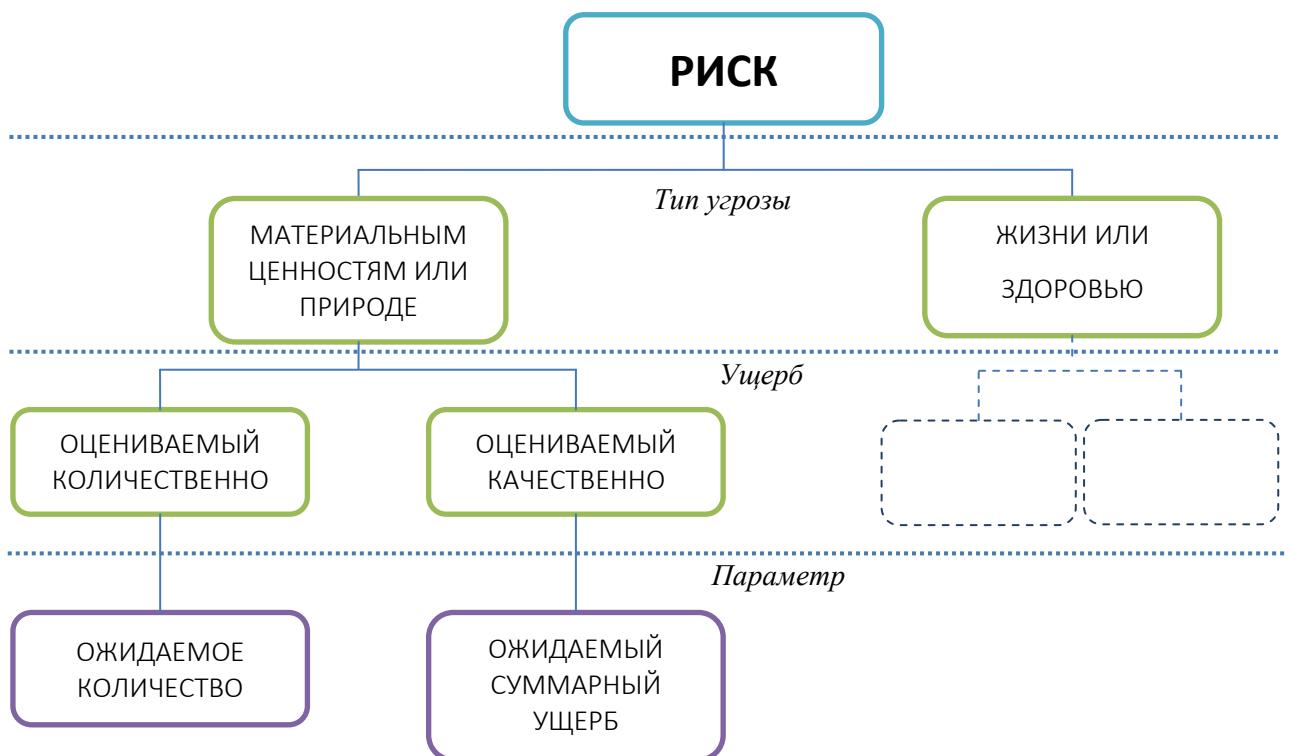 РИСК
Тип угрозы
МАТЕРИАЛЬНЫМ
ЦЕННОСТЯМ ИЛИ
ПРИРОДЕ
ЖИЗНИ ИЛИ
ЗДОРОВЬЮ
Ущерб
ОЦЕНИВАЕМЫЙ
КОЛИЧЕСТВЕННО
ОЦЕНИВАЕМЫЙ
КАЧЕСТВЕННО
Параметр
ОЖИДАЕМОЕ
КОЛИЧЕСТВО
ОЖИДАЕМЫЙ
СУММАРНЫЙ
УЩЕРБ